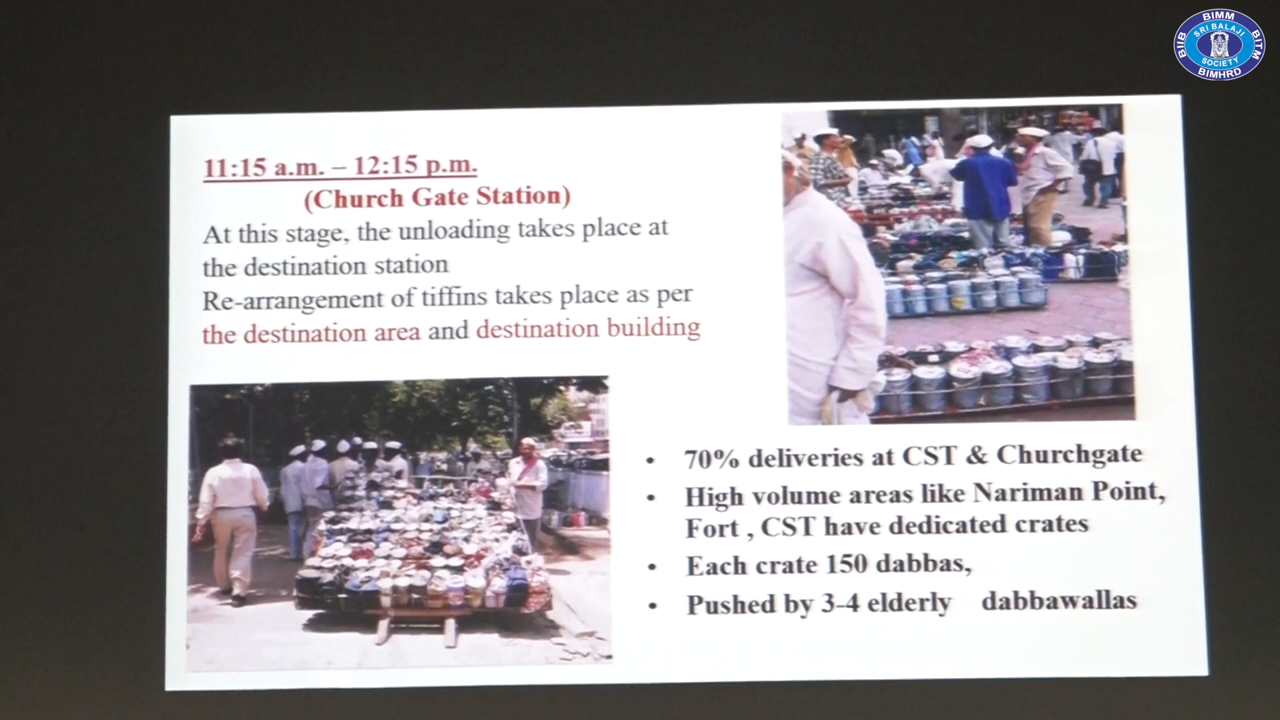 BIMM
BIIB
SRI BALAJI
BITM
SOCIETY
BIMHRD
11:15 a.m. – 12:15 p.m.
(Church Gate Station)
At this stage, the unloading takes place at
the destination station
Re-arrangement of tiffins takes place as per
the destination area and destination building
• 70% deliveries at CST & Churchgate
• High volume areas like Nariman Point,
Fort , CST have dedicated crates
• Each crate 150 dabbas,
• Pushed by 3-4 elderly dabbawallas